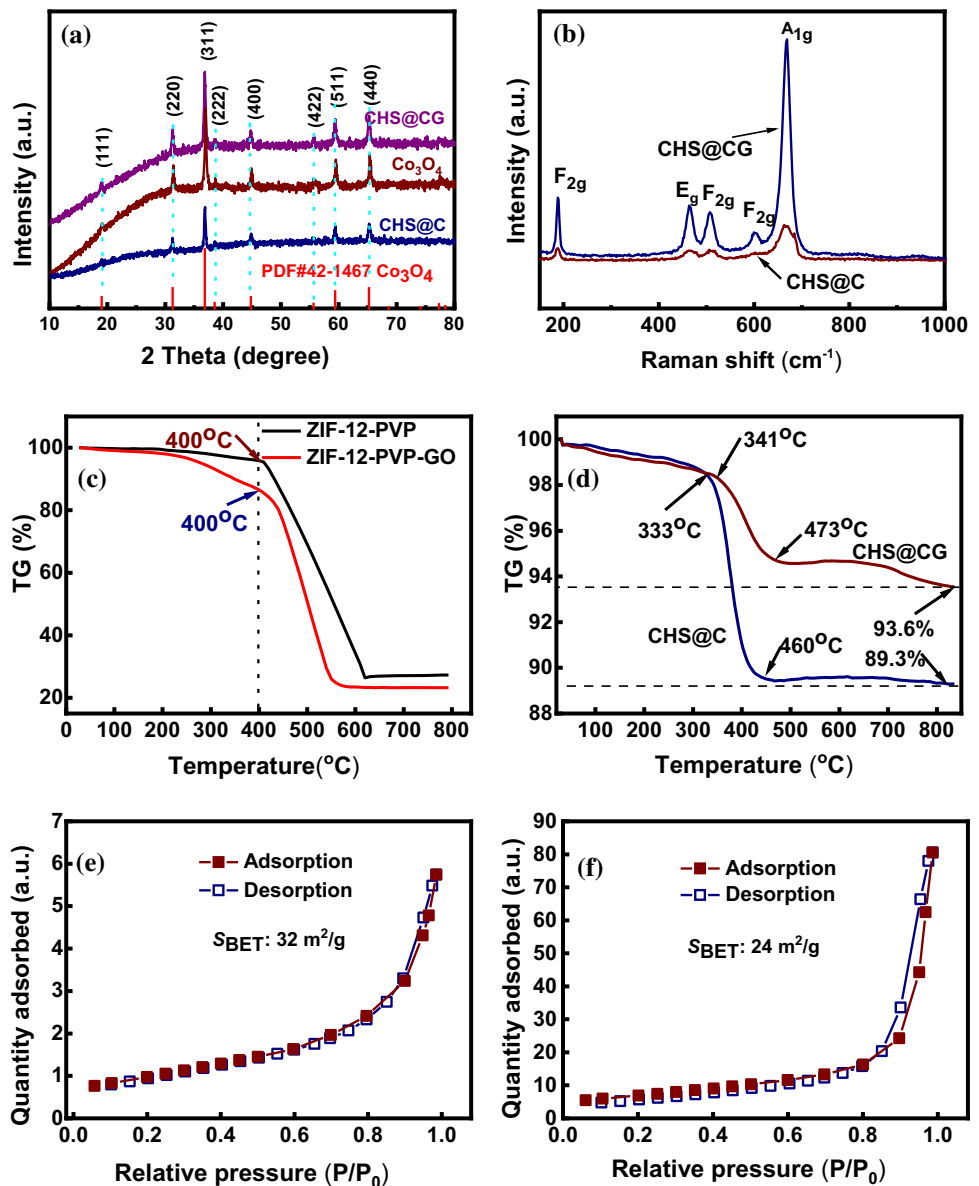 (a)
(111)
(220)
(311)
(222)
(400)
(422)
(511)
(440)
CHS@CG
Co₃O₄
CHS@C
PDF#42-1467 Co₃O₄
Intensity (a.u.)
10 20 30 40 50 60 70 80
2 Theta (degree)
(b)
A1g
CHS@CG
F2g
Eg
F2g
F2g
CHS@C
Intensity (a.u.)
200 400 600 800 1000
Raman shift (cm⁻¹)
(c)
400°C
400°C
ZIF-12-PVP
ZIF-12-PVP-GO
TG (%)
100
80
60
40
20
0 100 200 300 400 500 600 700 800
Temperature(°C)
(d)
341°C
333°C
473°C
CHS@CG
93.6%
89.3%
CHS@C
460°C
TG (%)
100
98
96
94
92
90
88
100 200 300 400 500 600 700 800
Temperature (°C)
(e)
Adsorption
Desorption
SBET: 32 m²/g
Quantity adsorbed (a.u.)
7
6
5
4
3
2
1
0
0.0 0.2 0.4 0.6 0.8 1.0
Relative pressure (P/P₀)
(f)
Adsorption
Desorption
SBET: 24 m²/g
Quantity adsorbed (a.u.)
90
80
70
60
50
40
30
20
10
0
0.0 0.2 0.4 0.6 0.8 1.0
Relative pressure (P/P₀)